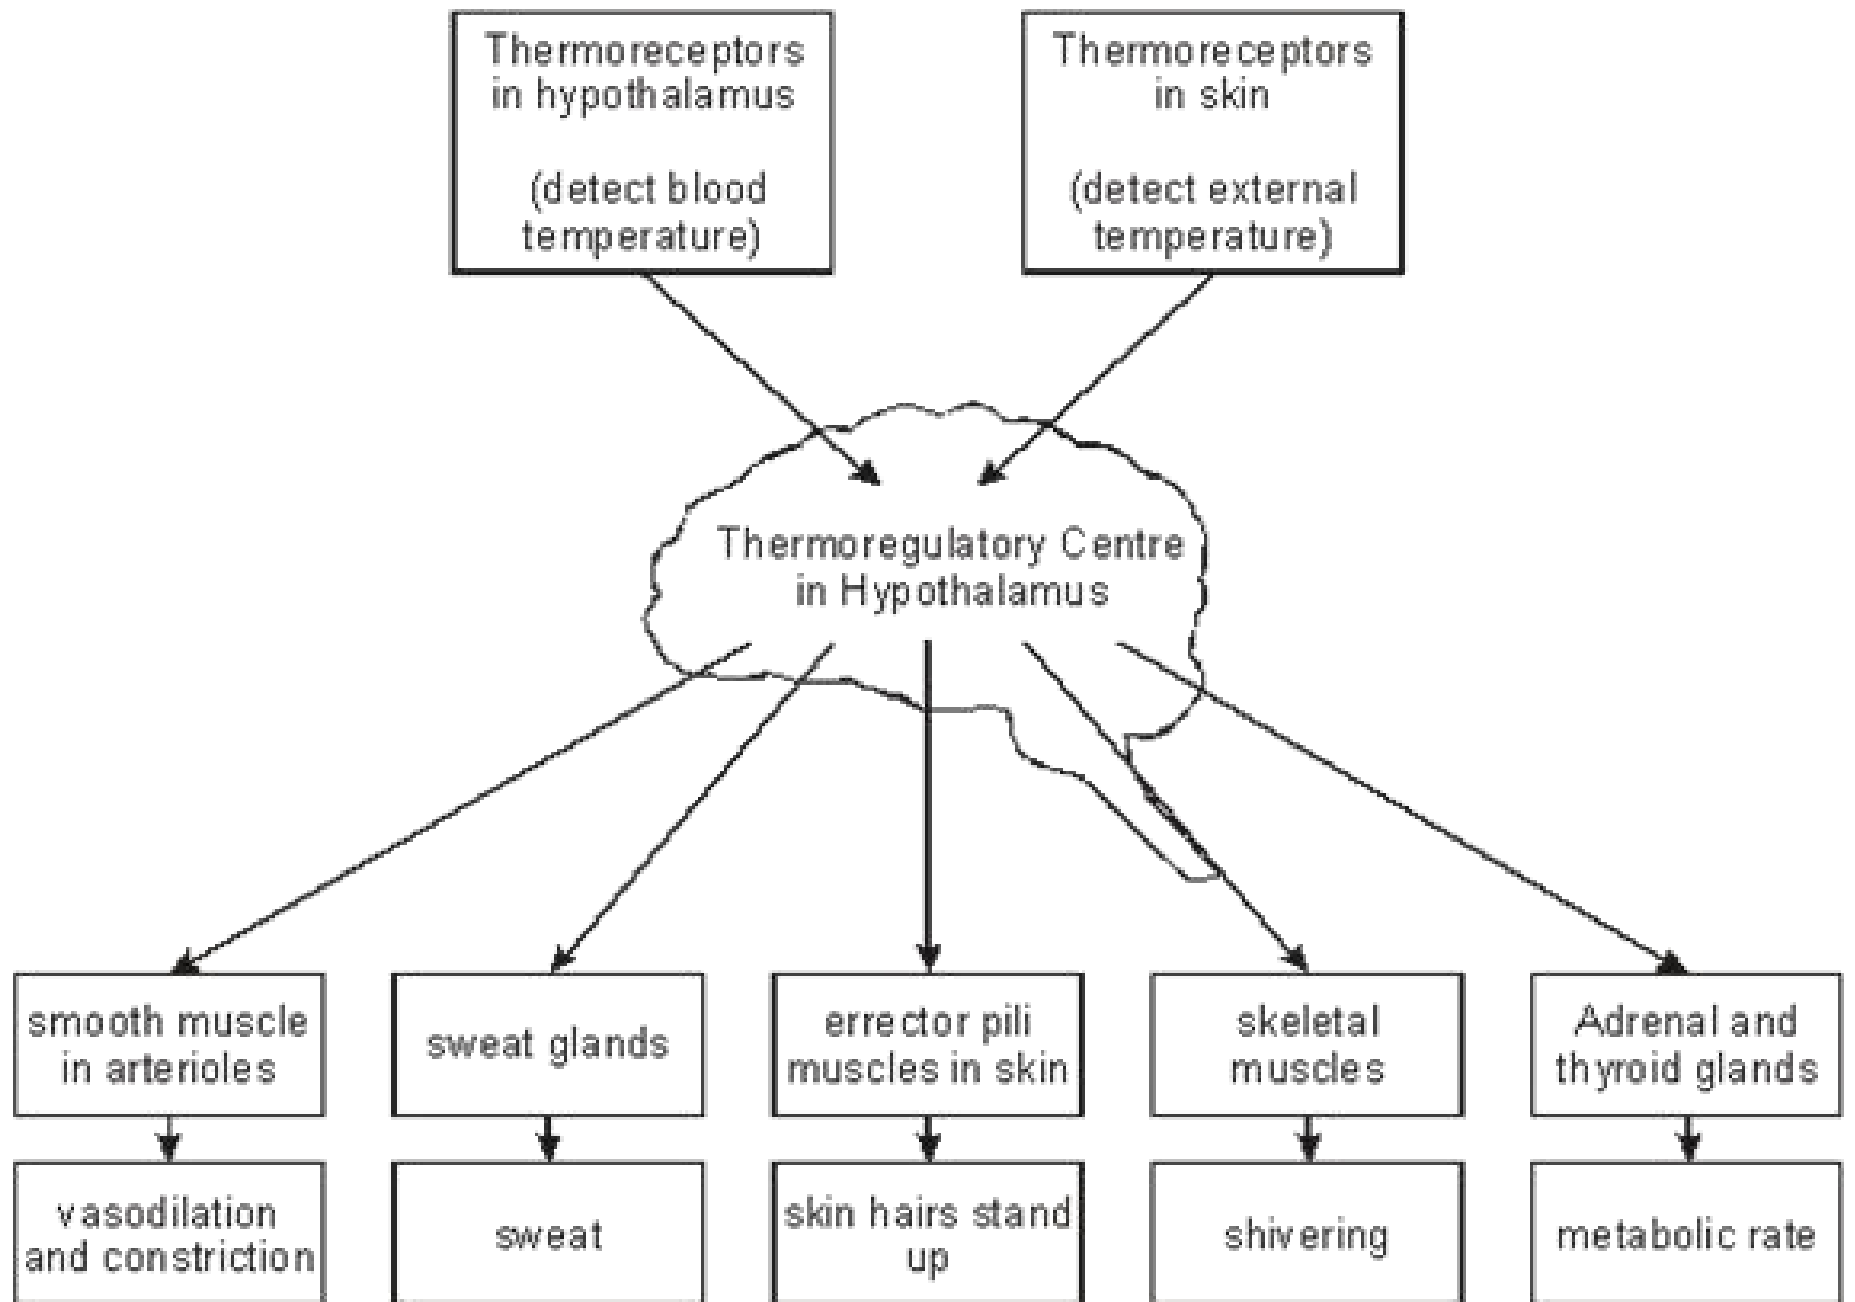 Thermoreceptors
in hypothalamus
(detect blood
temperature)
Thermoreceptors
in skin
(detect external
temperature)
Thermoregulatory Centre
in Hypothalamus
smooth muscle
in arterioles
sweat glands
errector pili
muscles in skin
skeletal
muscles
Adrenal and
thyroid glands
vasodilation
and constriction
sweat
skin hairs stand
up
shivering
metabolic rate